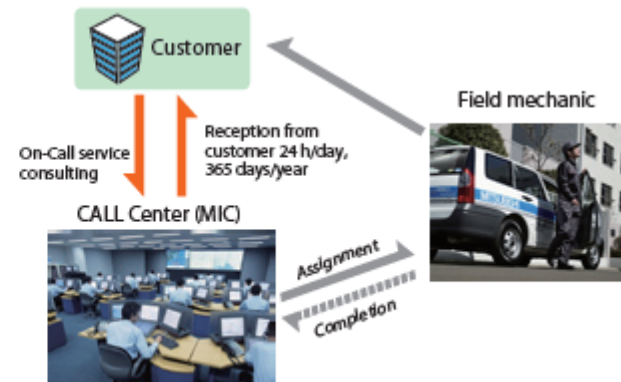 Customer
Field mechanic
On-Call service
consulting
Reception from
customer 24 h/day,
365 days/year
CALL Center (MIC)
Assignment
Completion
MITSUBISHI